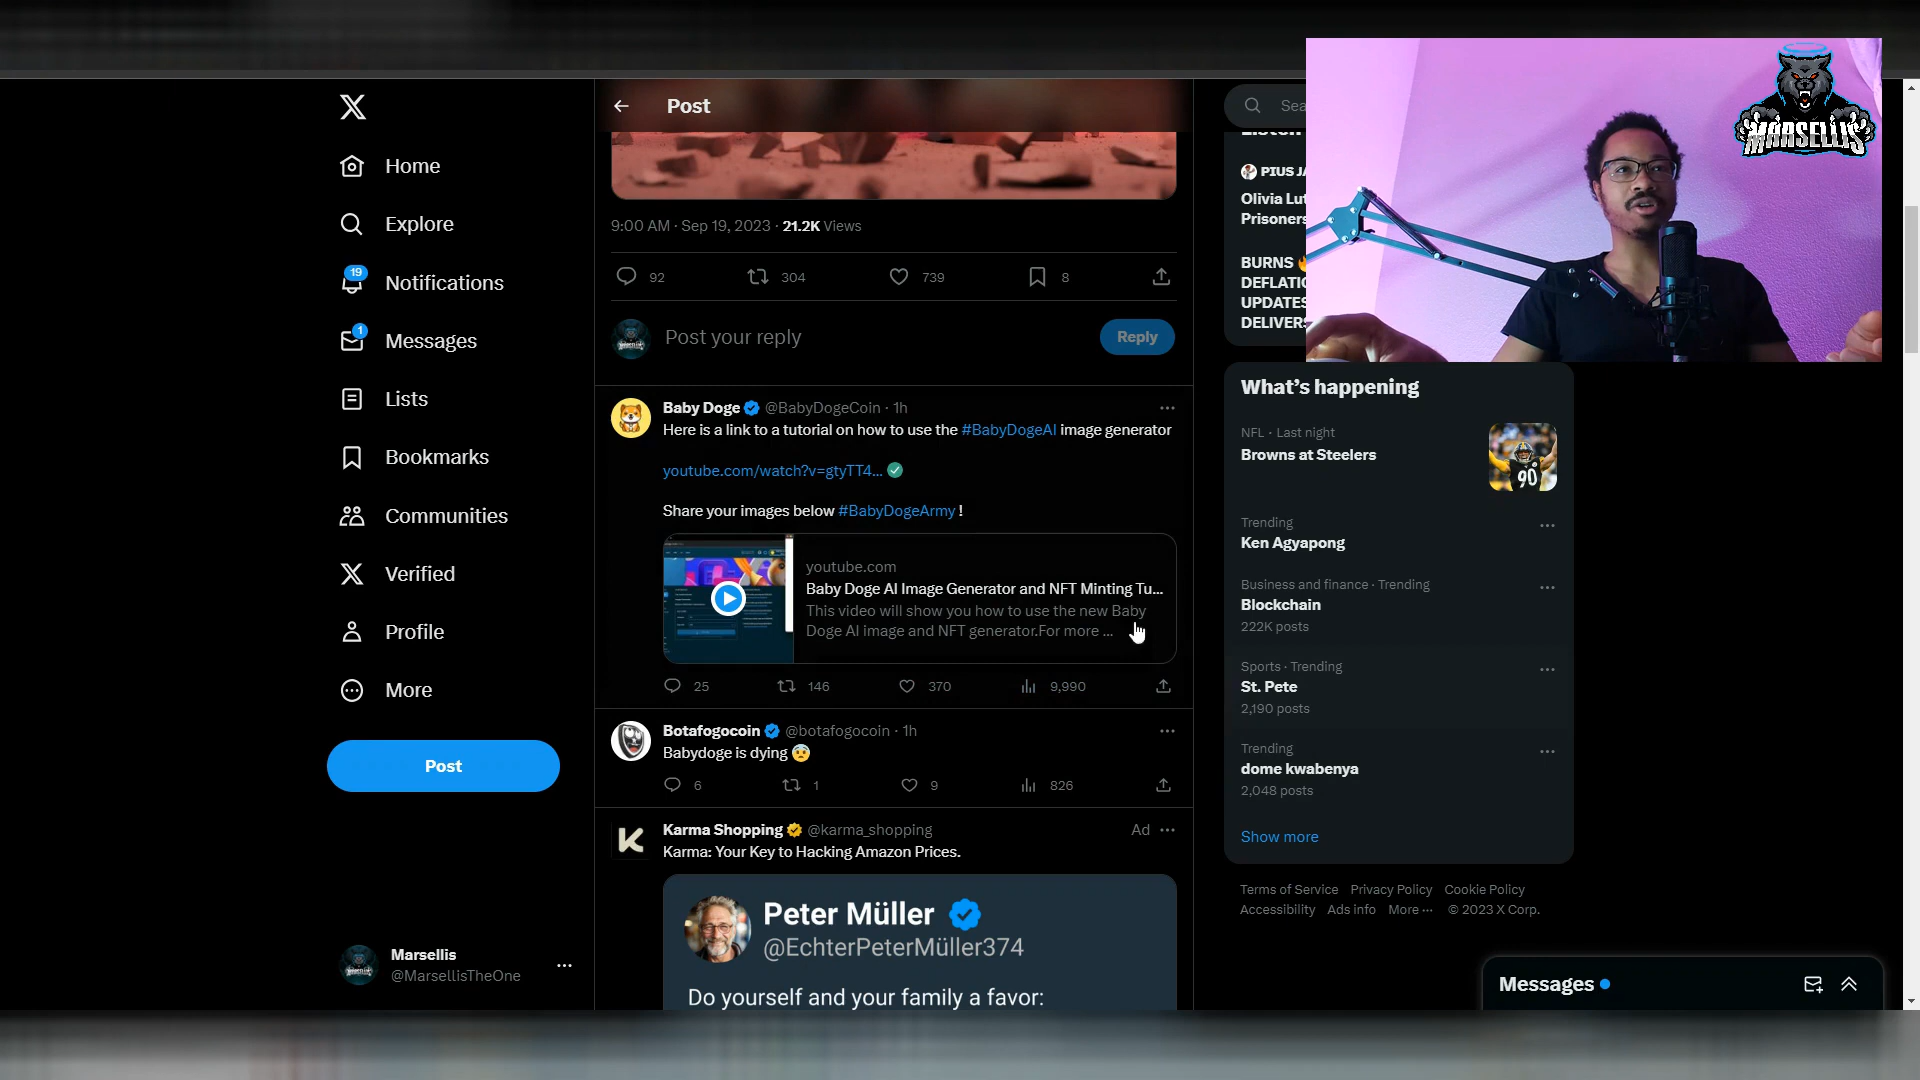 Post
Home
Explore
19
Notifications
1
Messages
Lists
Bookmarks
Communities
Verified
Profile
More
Post
Marsellis
@MarsellisTheOne
9:00 AM · Sep 19, 2023 · 21.2K Views
92 304 739 8
Post your reply
Reply
Baby Doge @BabyDogeCoin · 1h
Here is a link to a tutorial on how to use the #BabyDogeAI image generator
youtube.com/watch?v=gtyTT4...
Share your images below #BabyDogeArmy !
youtube.com
Baby Doge AI Image Generator and NFT Minting Tu...
This video will show you how to use the new Baby
Doge AI image and NFT generator.For more ...
25 146 370 9,990
Botafogocoin @botafogocoin · 1h
Babydoge is dying
6 1 9 826
Karma Shopping @karma_shopping
Ad
Karma: Your Key to Hacking Amazon Prices.
Peter Müller
@EchterPeterMüller374
Do yourself and your family a favor:
Sea
PIUS JA
Olivia Lut
Prisoners
BURNS
DEFLATIO
UPDATES
DELIVERS
MARSELLIS
90
What's happening
NFL · Last night
Browns at Steelers
Trending
Ken Agyapong
Business and finance · Trending
Blockchain
222K posts
Sports · Trending
St. Pete
2,190 posts
Trending
dome kwabenya
2,048 posts
Show more
Terms of Service Privacy Policy Cookie Policy
Accessibility Ads info More ··· © 2023 X Corp.
Messages